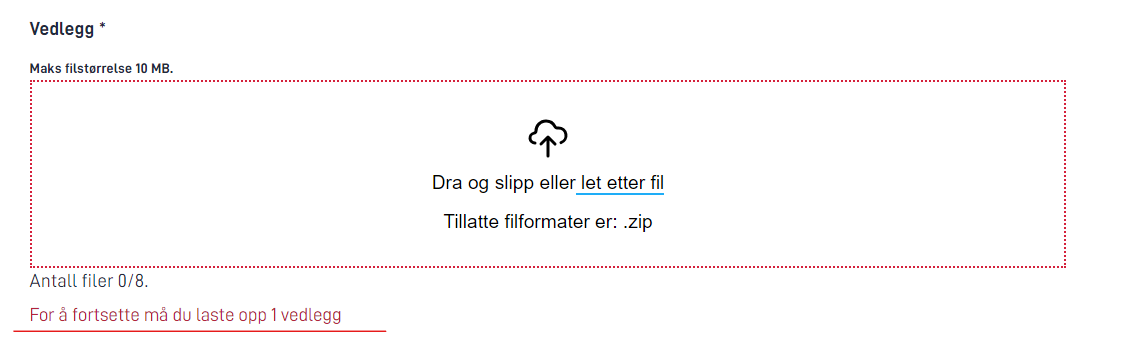 Vedlegg *
Maks filstørrelse 10 MB.
Dra og slipp eller let etter fil
Tillatte filformater er: .zip
Antall filer 0/8.
For å fortsette må du laste opp 1 vedlegg